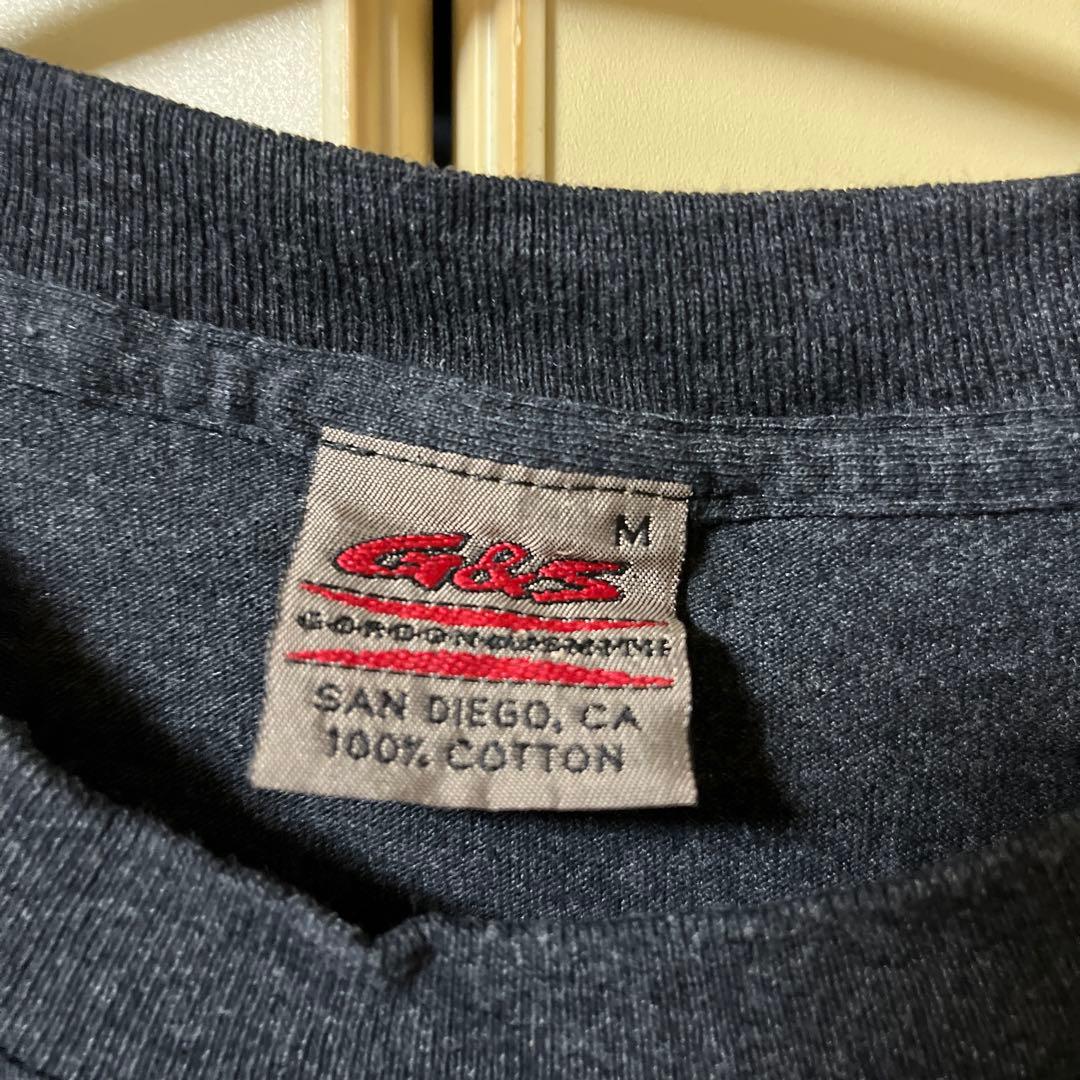 M
G&S
GORDON & SMITH
SAN DIEGO, CA
100% COTTON